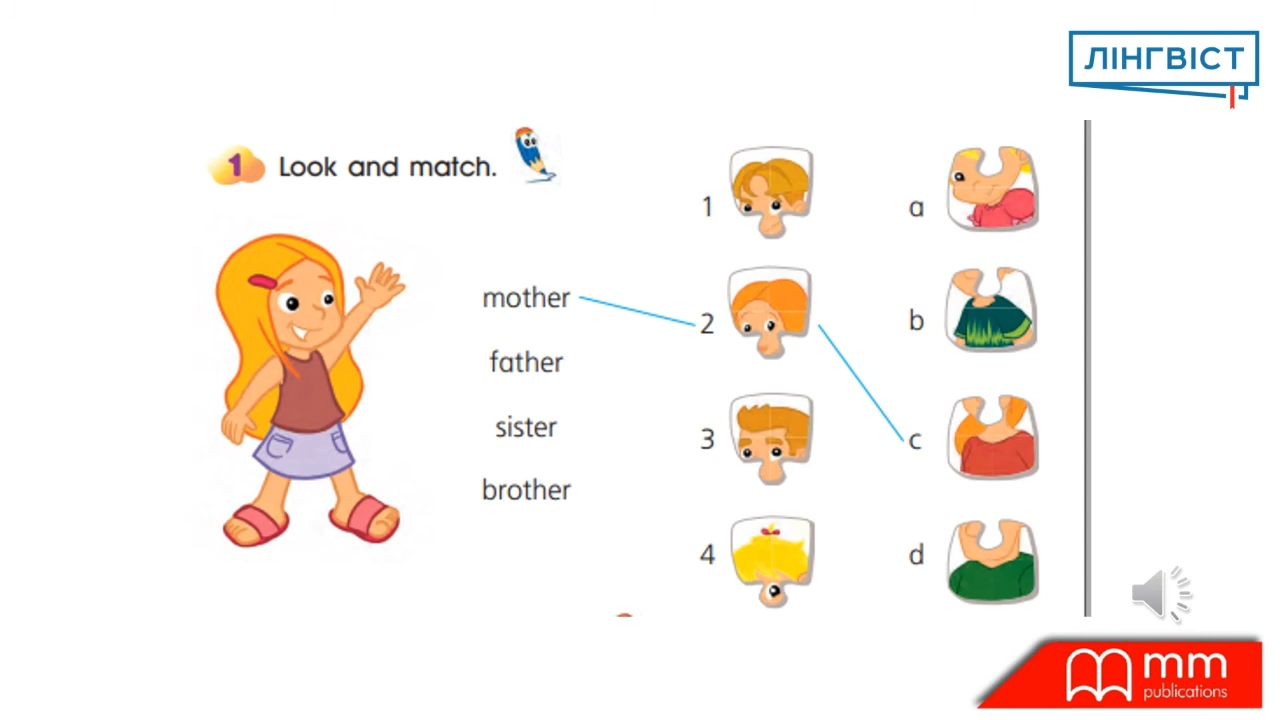 ЛІНГВІСТ
1 Look and match.
mother
father
sister
brother
1
2
3
4
a
b
c
d
mm
publications